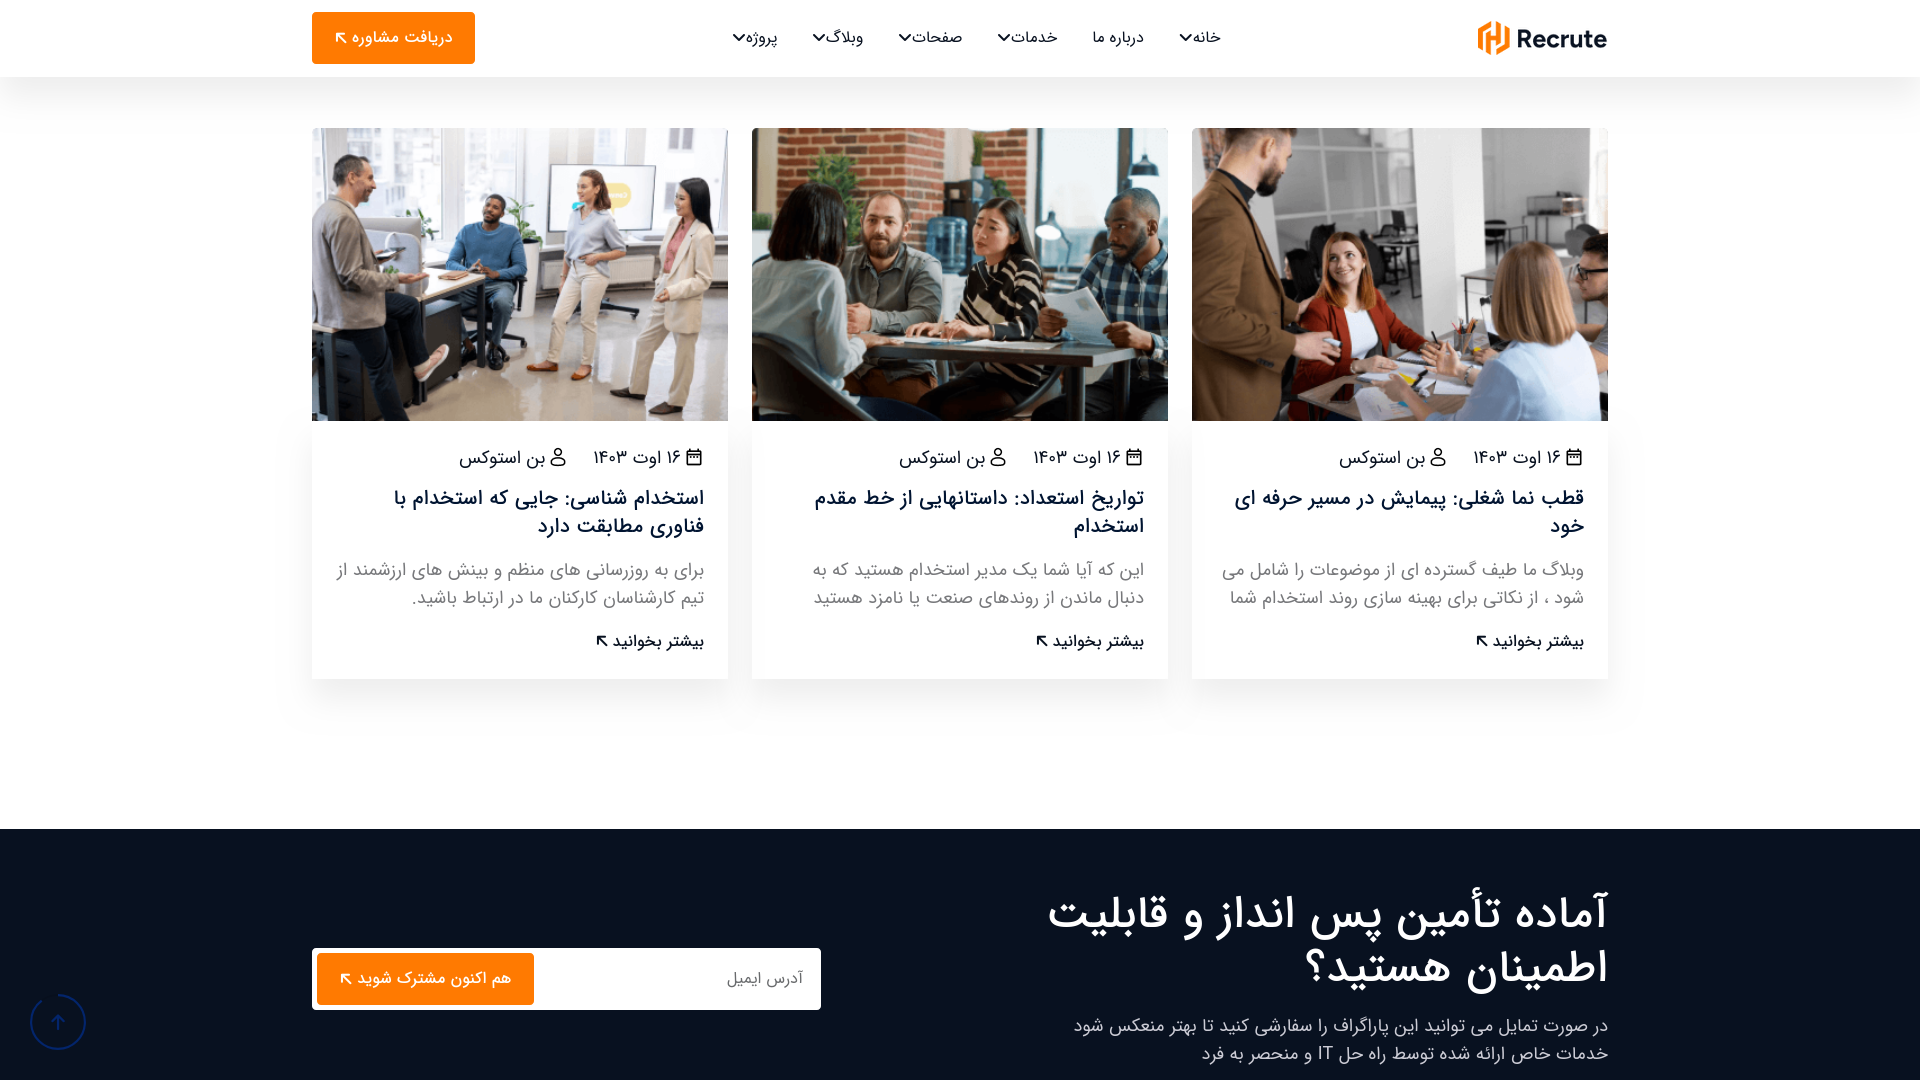 Recrute
خانه
درباره ما
خدمات
صفحات
وبلاگ
پروژه
دریافت مشاوره
۱۶ اوت ۱۴۰۳
بن استوکس
قطب نما شغلی: پیمایش در مسیر حرفه ای
خود
وبلاگ ما طیف گسترده ای از موضوعات را شامل می
شود ، از نکاتی برای بهینه سازی روند استخدام شما
بیشتر بخوانید
۱۶ اوت ۱۴۰۳
بن استوکس
تواریخ استعداد: داستانهایی از خط مقدم
استخدام
این که آیا شما یک مدیر استخدام هستید که به
دنبال ماندن از روندهای صنعت یا نامزد هستید
بیشتر بخوانید
۱۶ اوت ۱۴۰۳
بن استوکس
استخدام شناسی: جایی که استخدام با
فناوری مطابقت دارد
برای به روزرسانی های منظم و بینش های ارزشمند از
تیم کارشناسان کارکنان ما در ارتباط باشید.
بیشتر بخوانید
آماده تأمین پس انداز و قابلیت
اطمینان هستید؟
در صورت تمایل می توانید این پاراگراف را سفارشی کنید تا بهتر منعکس شود
خدمات خاص ارائه شده توسط راه حل IT و منحصر به فرد
آدرس ایمیل
هم اکنون مشترک شوید